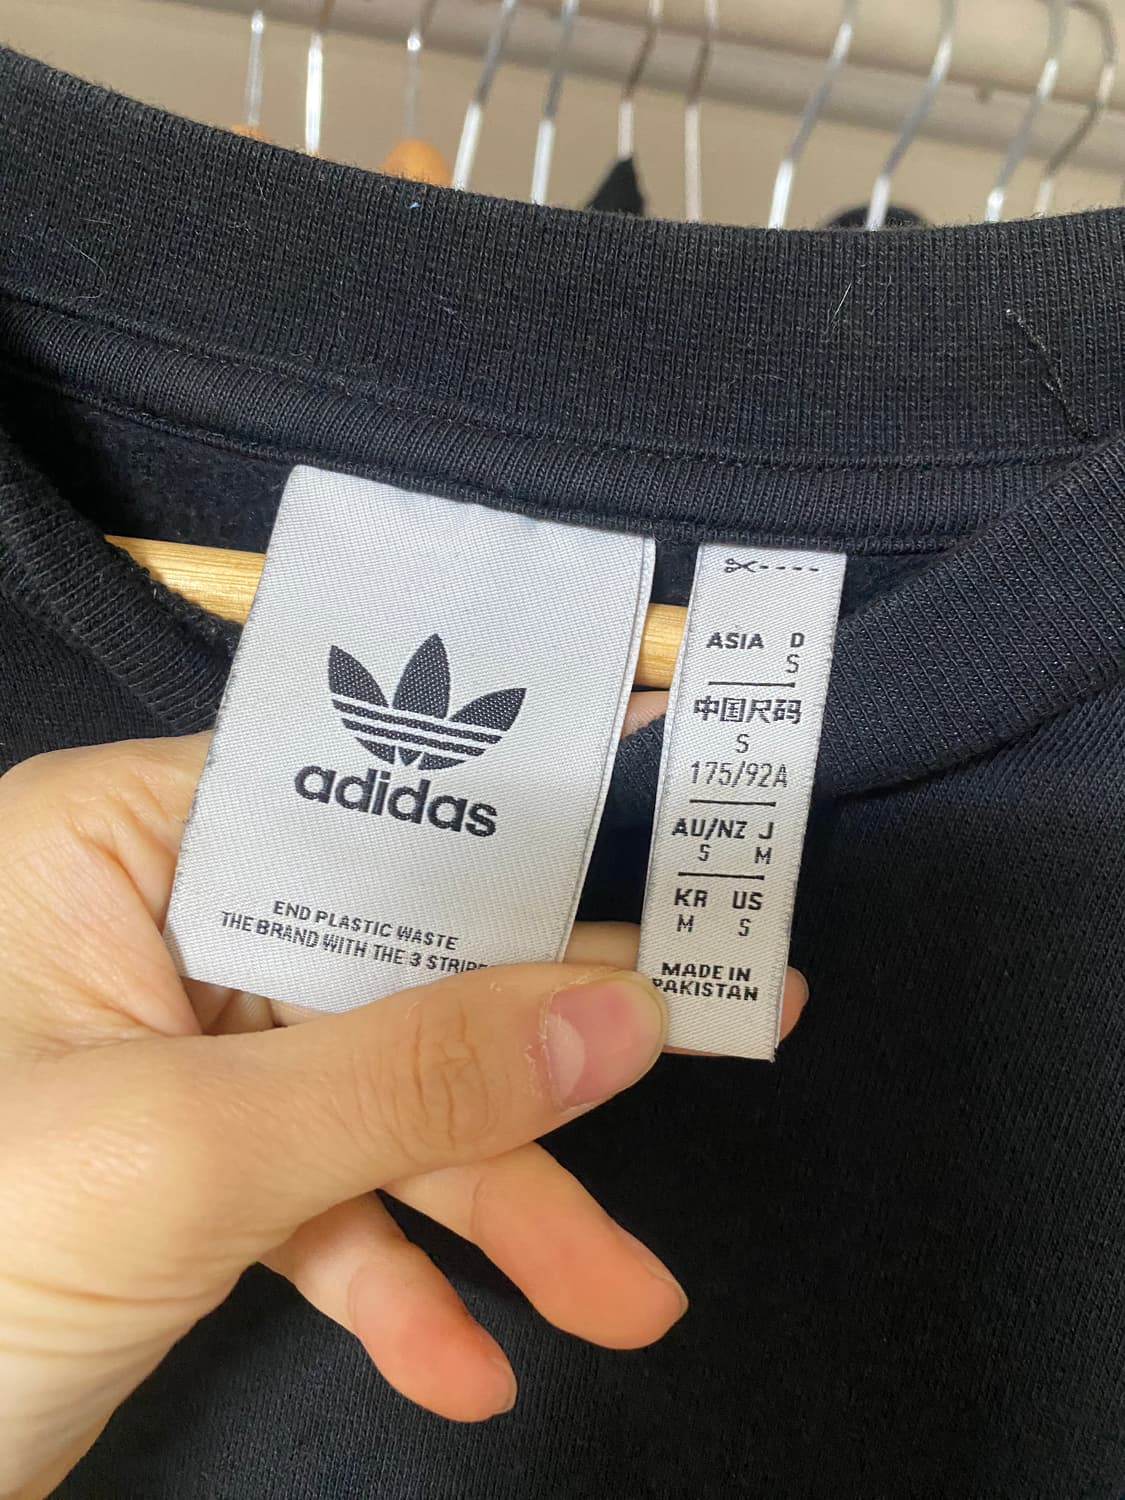 adidas
END PLASTIC WASTE
THE BRAND WITH THE 3
ASIA D
S
中国尺码
S
175/92A
AU/NZ J
S M
KR US
M S
MADE IN
PAKISTAN